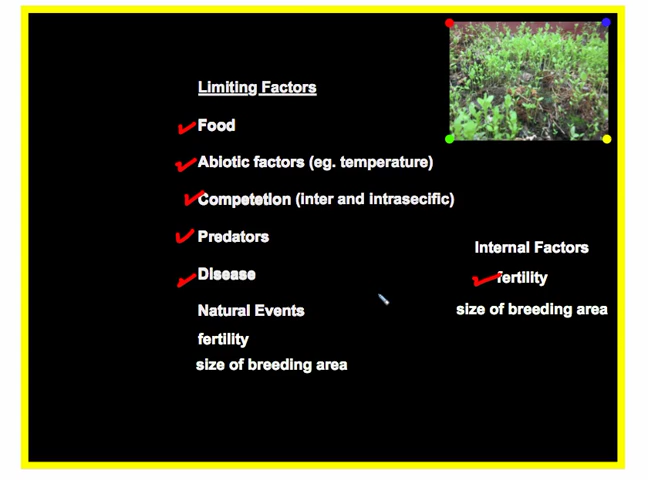 Limiting Factors
Food
Abiotic factors (eg. temperature)
Competetion (inter and intrasecific)
Predators
Disease
Natural Events
fertility
size of breeding area
Internal Factors
fertility
size of breeding area